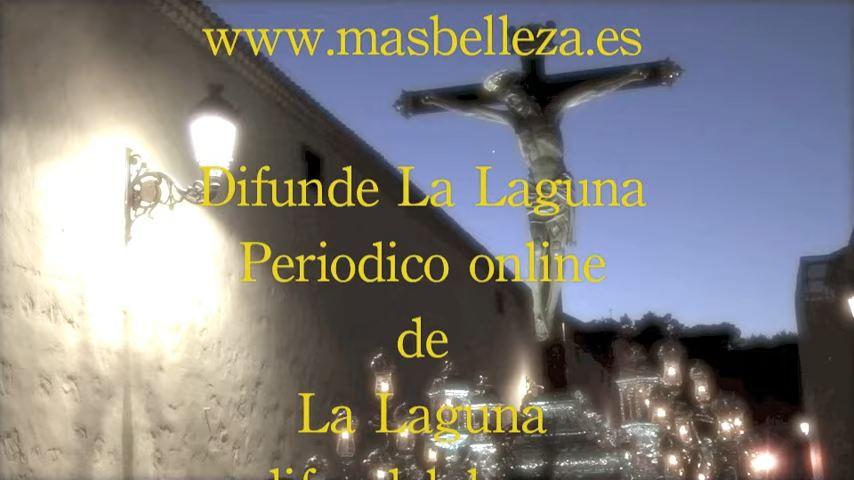 www.masbelleza.es
Difunde La Laguna
Periodico online
de
La Laguna